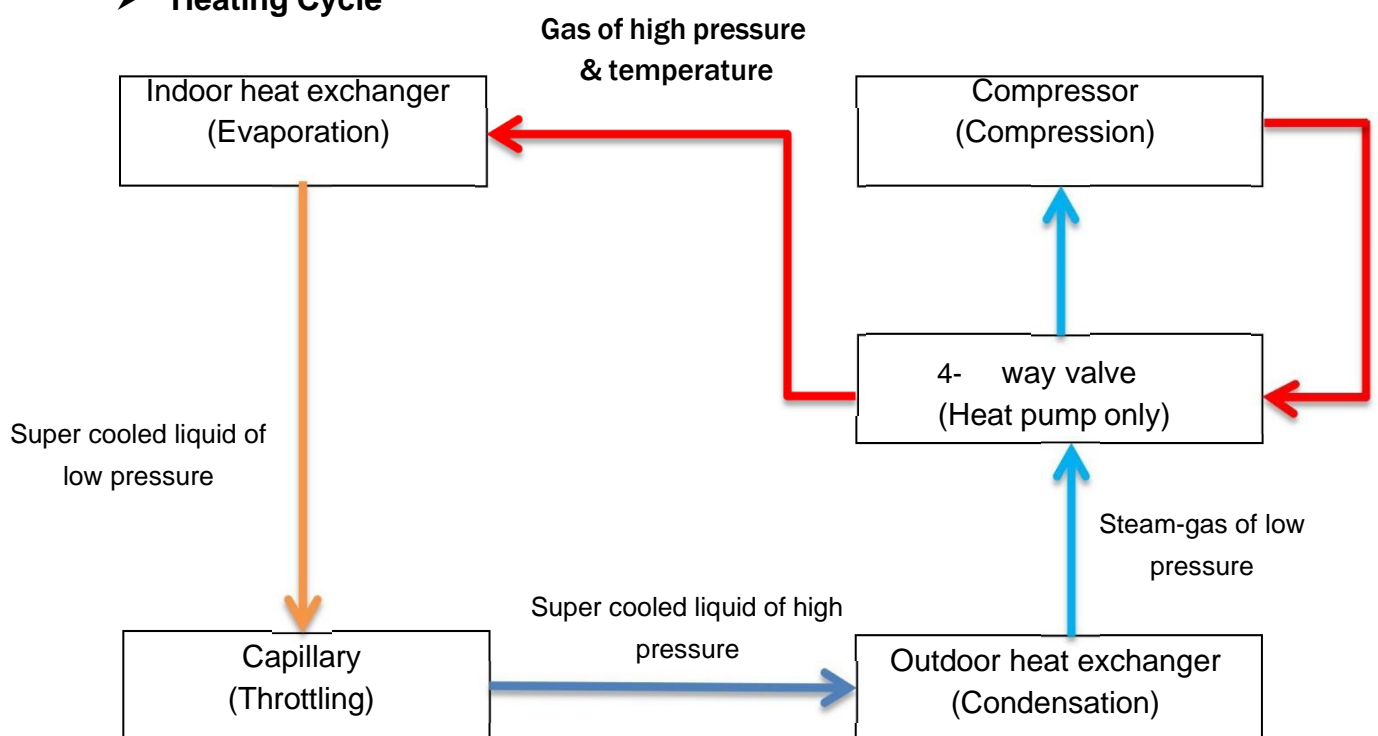 ➢ Heating Cycle
Gas of high pressure
& temperature
Indoor heat exchanger
(Evaporation)
Compressor
(Compression)
4- way valve
(Heat pump only)
Super cooled liquid of
low pressure
Steam-gas of low
pressure
Super cooled liquid of high
pressure
Capillary
(Throttling)
Outdoor heat exchanger
(Condensation)